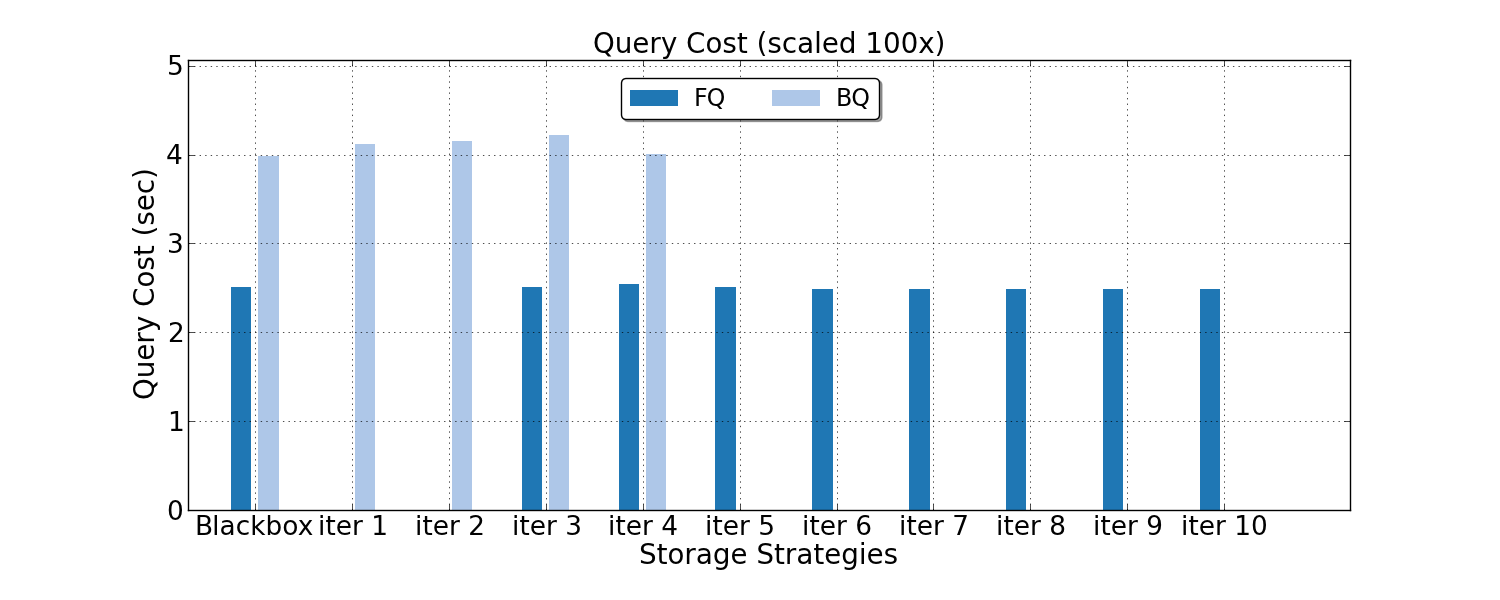 Query Cost (scaled 100x)
FQ BQ
Query Cost (sec)
5
4
3
2
1
0
Blackbox iter 1 iter 2 iter 3 iter 4 iter 5 iter 6 iter 7 iter 8 iter 9 iter 10
Storage Strategies